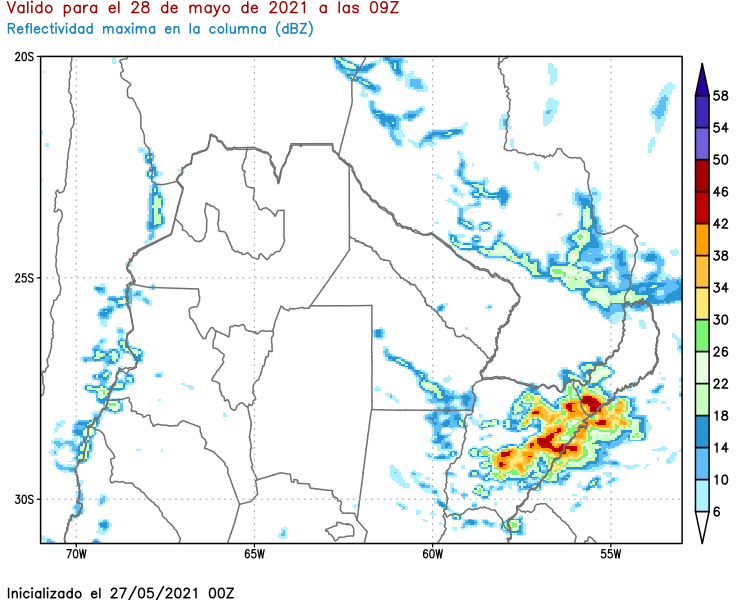 Valido para el 28 de mayo de 2021 a las 09Z
Reflectividad maxima en la columna (dBZ)
20S
25S
30S
70W
65W
60W
55W
58
54
50
46
42
38
34
30
26
22
18
14
10
6
Inicializado el 27/05/2021 00Z